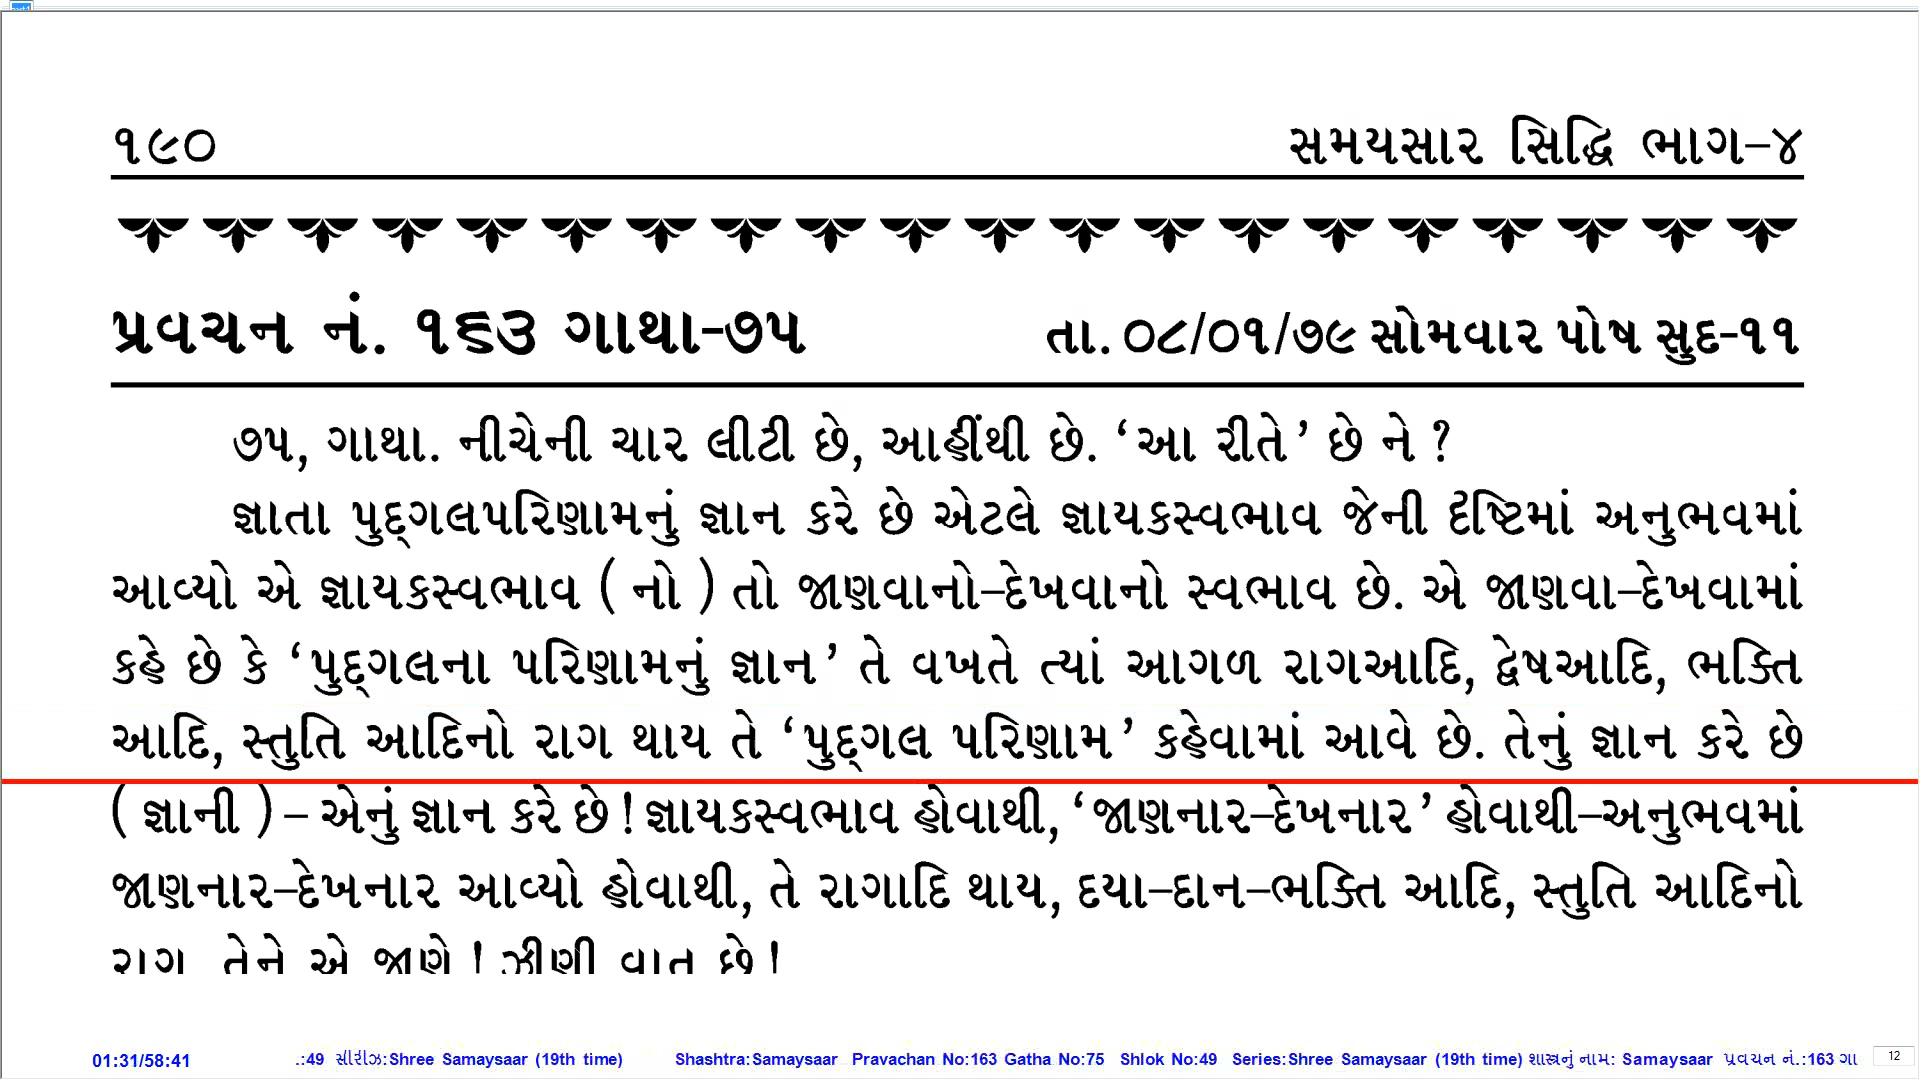 ૧૯૦ સમયસાર સિદ્ધિ ભાગ–૪
પ્રવચન નં. ૧૬૩ ગાથા-૭૫ તા. ૦૮/૦૧/૭૯ સોમવાર પોષ સુદ-૧૧
૭૫, ગાથા. નીચેની ચાર લીટી છે, આહીંથી છે. ‘આ રીતે’ છે ને ?
જ્ઞાતા પુદ્ગલપરિણામનું જ્ઞાન કરે છે એટલે જ્ઞાયકસ્વભાવ જેની દૃષ્ટિમાં અનુભવમાં
આવ્યો એ જ્ઞાયકસ્વભાવ ( નો ) તો જાણવાનો–દેખવાનો સ્વભાવ છે. એ જાણવા–દેખવામાં
કહે છે કે ‘પુદ્ગલના પરિણામનું જ્ઞાન’ તે વખતે ત્યાં આગળ રાગઆદિ, દ્વેષઆદિ, ભક્તિ
આદિ, સ્તુતિ આદિનો રાગ થાય તે ‘પુદ્ગલ પરિણામ’ કહેવામાં આવે છે. તેનું જ્ઞાન કરે છે
( જ્ઞાની ) – એનું જ્ઞાન કરે છે ! જ્ઞાયકસ્વભાવ હોવાથી, ‘જાણનાર–દેખનાર’ હોવાથી–અનુભવમાં
જાણનાર–દેખનાર આવ્યો હોવાથી, તે રાગાદિ થાય, દયા–દાન–ભક્તિ આદિ, સ્તુતિ આદિનો
રાગ તેને એ જાણે ! ઝીણી વાત છે !
01:31/58:41 .:49 સીરીઝ:Shree Samaysaar (19th time) Shashtra:Samaysaar Pravachan No:163 Gatha No:75 Shlok No:49 Series:Shree Samaysaar (19th time) શાસ્ત્રનું નામ: Samaysaar પ્રવચન નં.:163 ગા 12